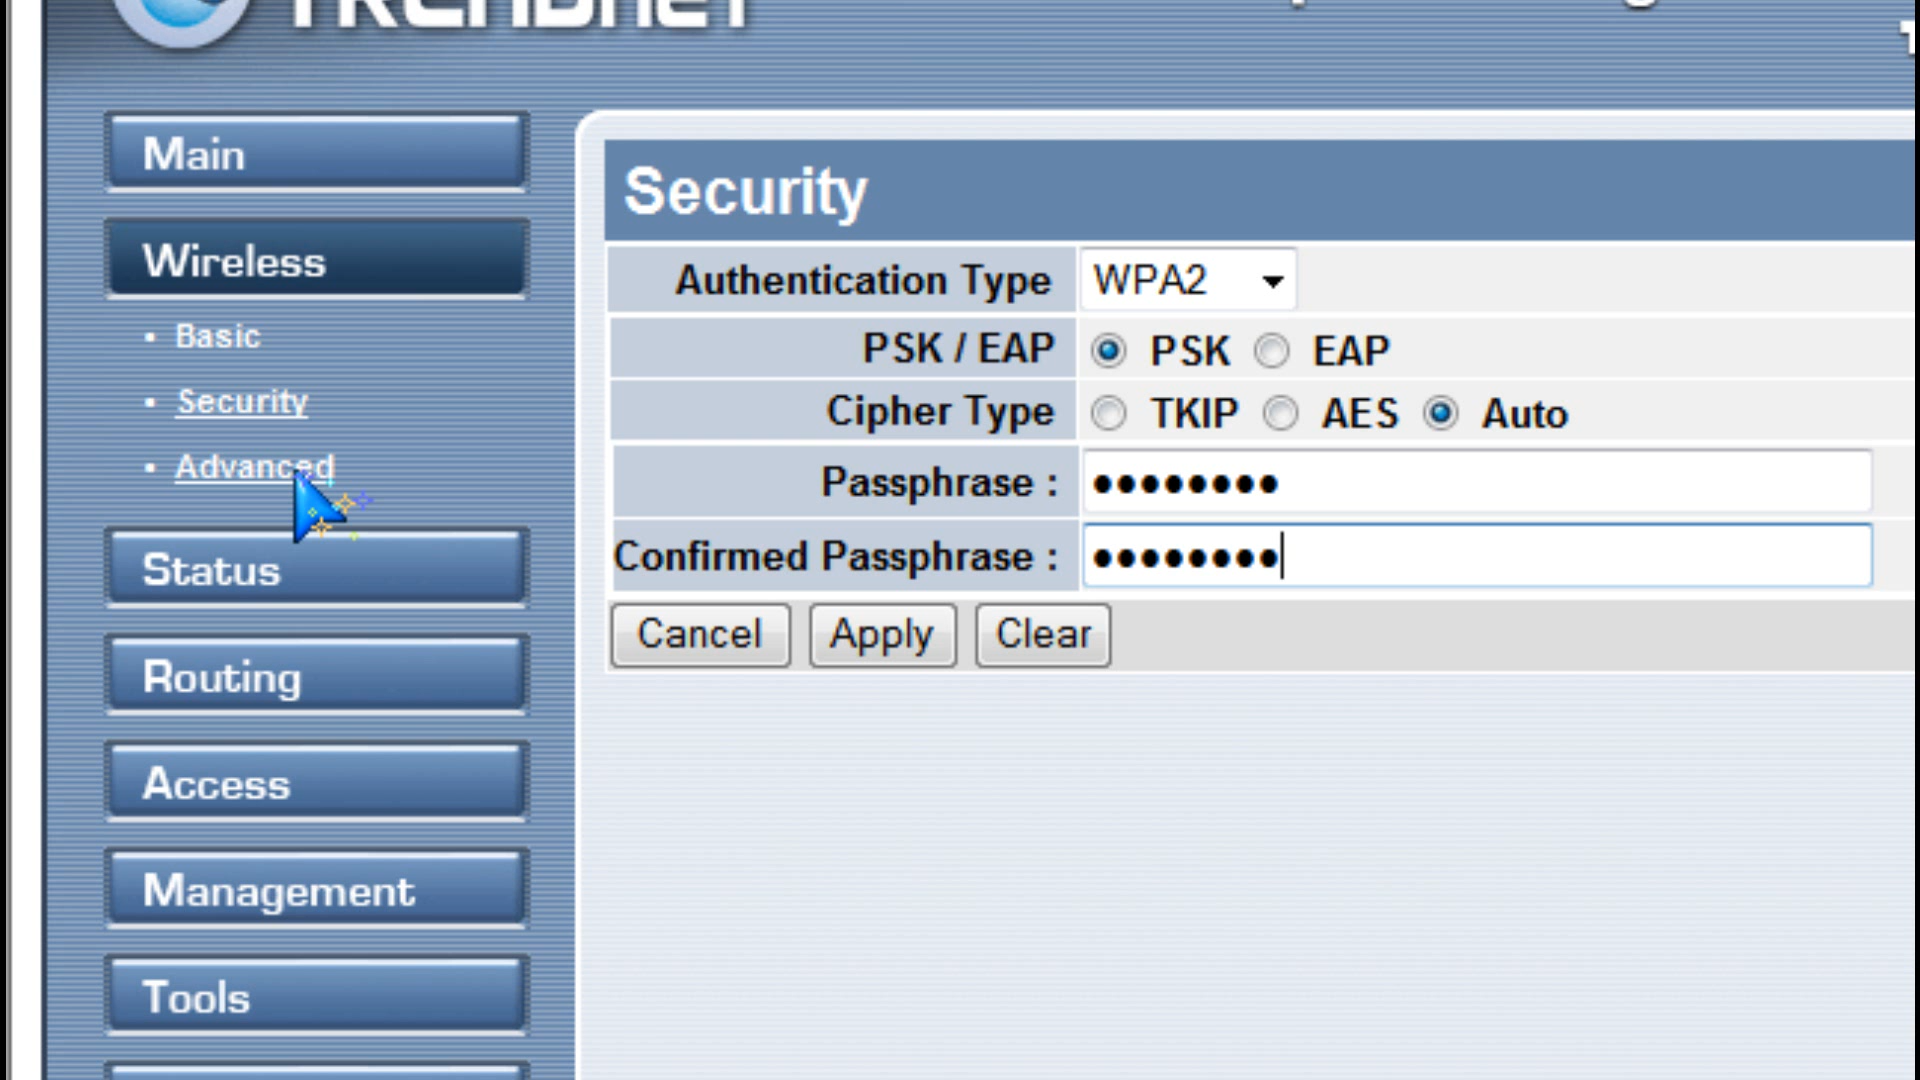 TRENDNET
Main
Wireless
• Basic
• Security
• Advanced
Status
Routing
Access
Management
Tools
Security
Authentication Type WPA2
PSK / EAP PSK EAP
Cipher Type TKIP AES Auto
Passphrase : ••••••••
Confirmed Passphrase : ••••••••
Cancel Apply Clear